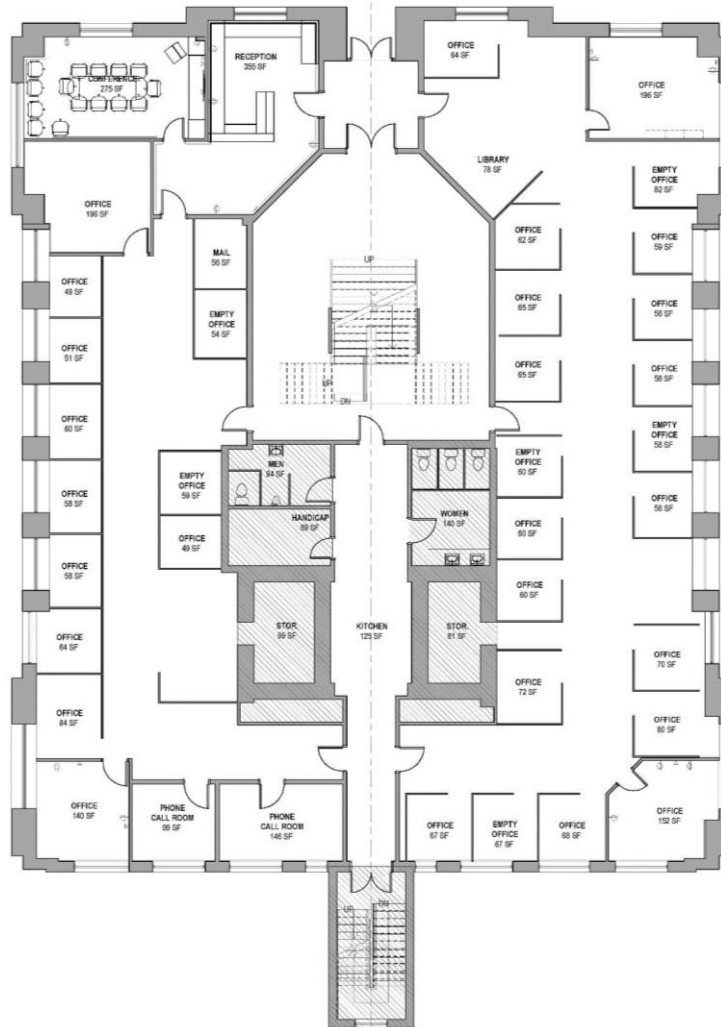 OFFICE
64 SF
RECEPTION
355 SF
CONFERENCE
275 SF
OFFICE
196 SF
LIBRARY
78 SF
EMPTY
OFFICE
82 SF
OFFICE
196 SF
OFFICE
62 SF
OFFICE
59 SF
MAIL
56 SF
UP
OFFICE
49 SF
EMPTY
OFFICE
54 SF
OFFICE
65 SF
OFFICE
58 SF
OFFICE
51 SF
OFFICE
65 SF
OFFICE
58 SF
UP
DN
OFFICE
60 SF
EMPTY
OFFICE
58 SF
MEN
94 SF
EMPTY
OFFICE
60 SF
EMPTY
OFFICE
59 SF
OFFICE
58 SF
OFFICE
58 SF
HANDICAP
89 SF
WOMEN
140 SF
OFFICE
60 SF
OFFICE
49 SF
OFFICE
58 SF
OFFICE
60 SF
STOR.
99 SF
KITCHEN
125 SF
STOR.
81 SF
OFFICE
64 SF
OFFICE
70 SF
OFFICE
72 SF
OFFICE
84 SF
OFFICE
80 SF
OFFICE
140 SF
PHONE
CALL ROOM
99 SF
PHONE
CALL ROOM
146 SF
OFFICE
67 SF
EMPTY
OFFICE
67 SF
OFFICE
68 SF
OFFICE
152 SF
UP
DN